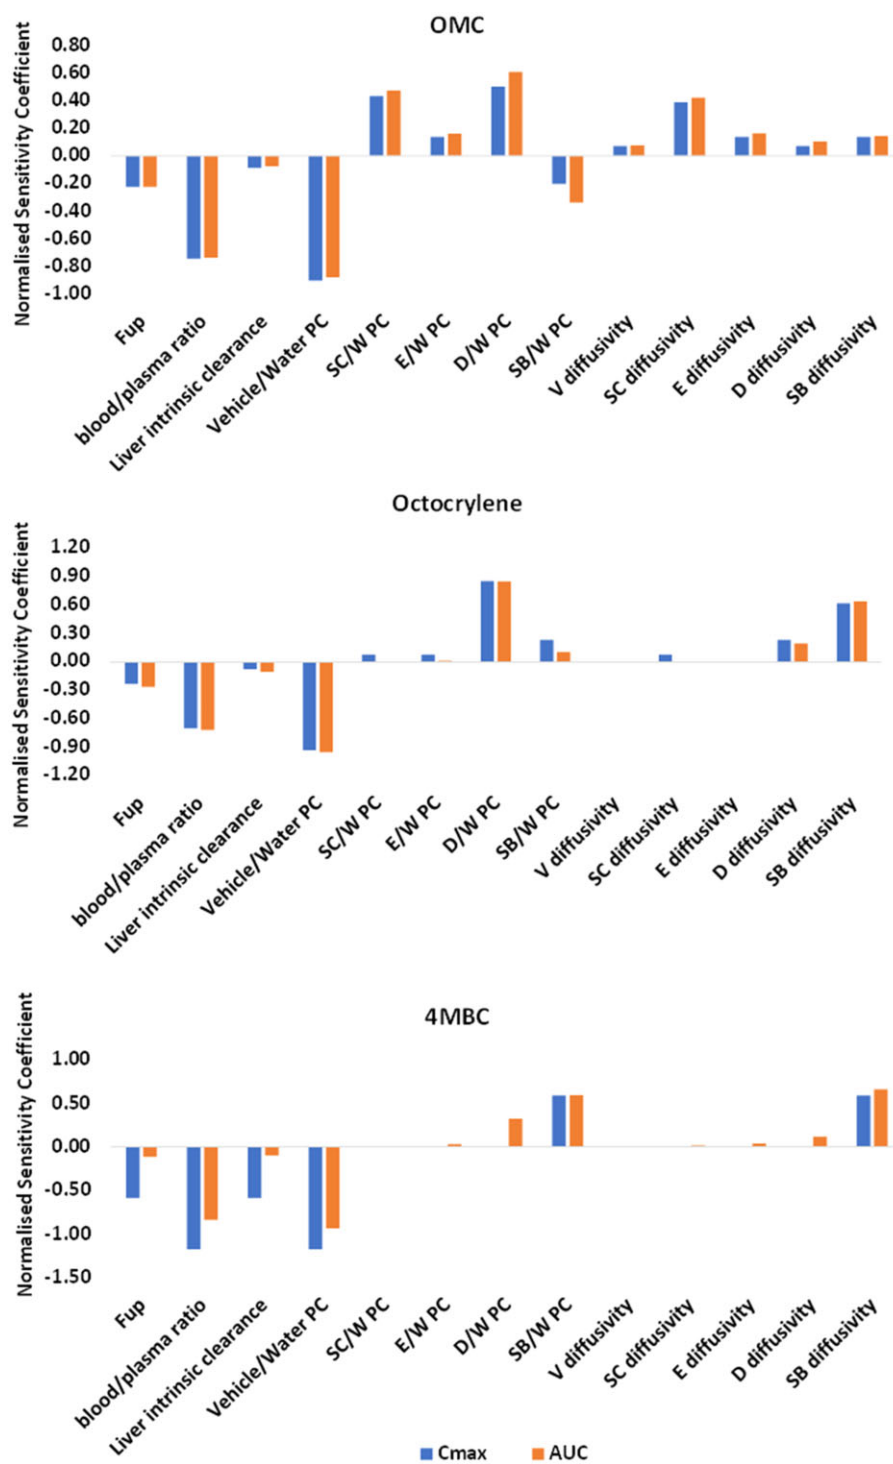 OMC
Normalised Sensitivity Coefficient
0.80
0.60
0.40
0.20
0.00
-0.20
-0.40
-0.60
-0.80
-1.00
Fup
blood/plasma ratio
Liver intrinsic clearance
Vehicle/Water PC
SC/W PC
E/W PC
D/W PC
SB/W PC
V diffusivity
SC diffusivity
E diffusivity
D diffusivity
SB diffusivity
Octocrylene
Normalised Sensitivity Coefficient
1.20
0.90
0.60
0.30
0.00
-0.30
-0.60
-0.90
-1.20
Fup
blood/plasma ratio
Liver intrinsic clearance
Vehicle/Water PC
SC/W PC
E/W PC
D/W PC
SB/W PC
V diffusivity
SC diffusivity
E diffusivity
D diffusivity
SB diffusivity
4MBC
Normalised Sensitivity Coefficient
1.00
0.50
0.00
-0.50
-1.00
-1.50
Fup
blood/plasma ratio
Liver intrinsic clearance
Vehicle/Water PC
SC/W PC
E/W PC
D/W PC
SB/W PC
V diffusivity
SC diffusivity
E diffusivity
D diffusivity
SB diffusivity
Cmax
AUC